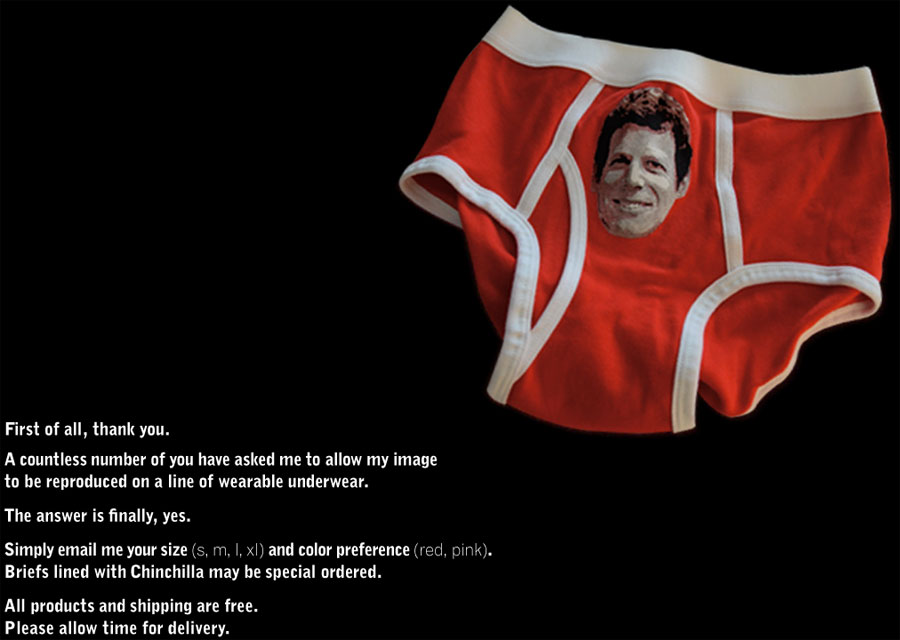 First of all, thank you.
A countless number of you have asked me to allow my image
to be reproduced on a line of wearable underwear.
The answer is finally, yes.
Simply email me your size (s, m, l, xl) and color preference (red, pink).
Briefs lined with Chinchilla may be special ordered.
All products and shipping are free.
Please allow time for delivery.